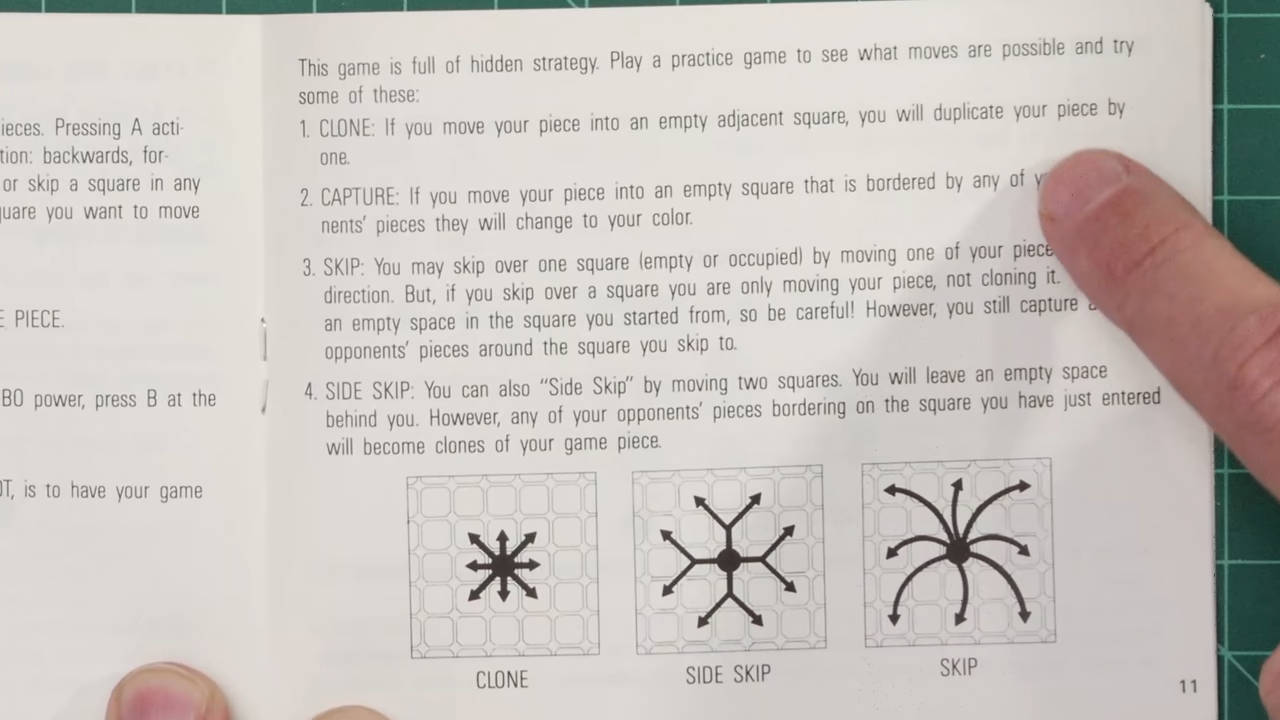 ieces. Pressing A acti-
tion: backwards, for-
or skip a square in any
quare you want to move
E PIECE.
BO power, press B at the
OT, is to have your game
This game is full of hidden strategy. Play a practice game to see what moves are possible and try
some of these:
1. CLONE: If you move your piece into an empty adjacent square, you will duplicate your piece by
one.
2. CAPTURE: If you move your piece into an empty square that is bordered by any of
nents' pieces they will change to your color.
3. SKIP: You may skip over one square (empty or occupied) by moving one of your piece
direction. But, if you skip over a square you are only moving your piece, not cloning it.
an empty space in the square you started from, so be careful! However, you still capture
opponents' pieces around the square you skip to.
4. SIDE SKIP: You can also "Side Skip" by moving two squares. You will leave an empty space
behind you. However, any of your opponents' pieces bordering on the square you have just entered
will become clones of your game piece.
CLONE
SIDE SKIP
SKIP
11